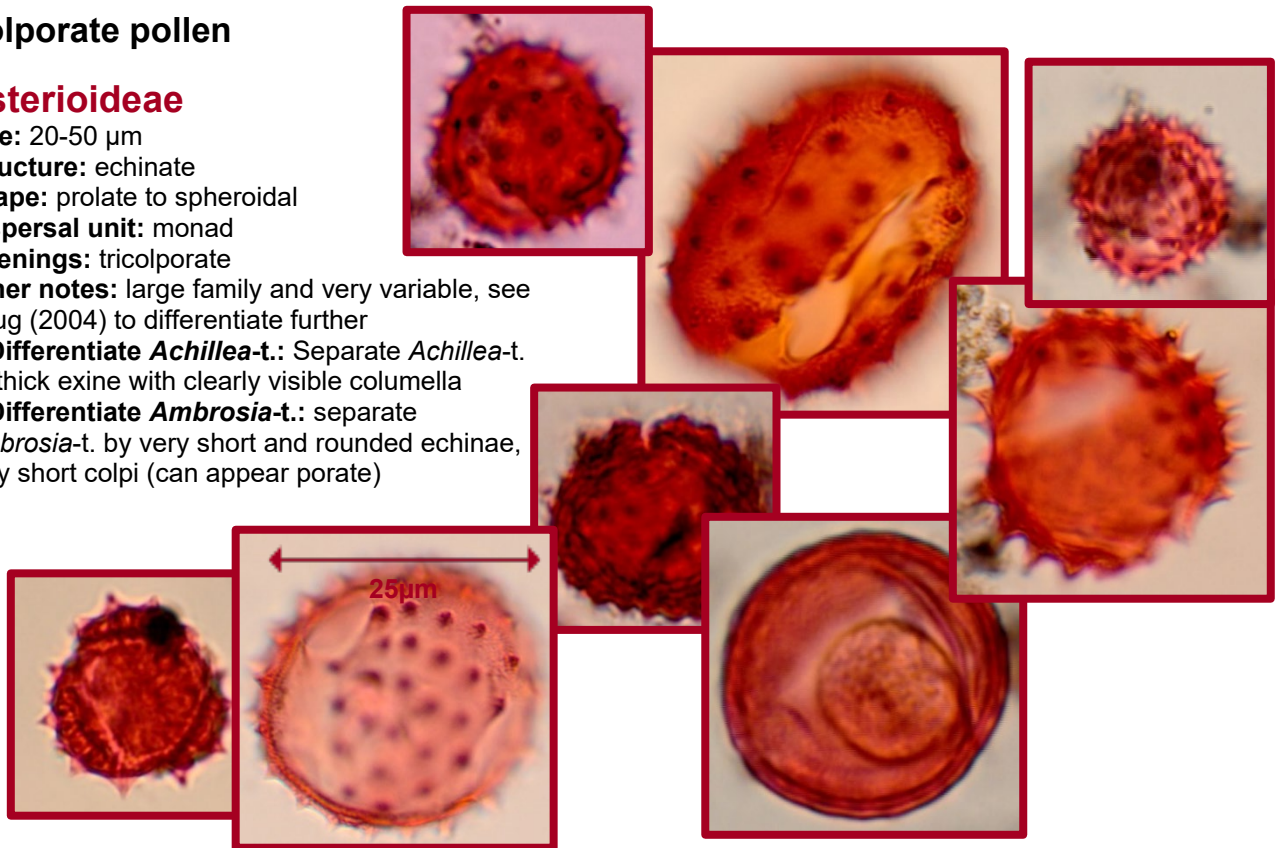 olporate pollen
sterioideae
e: 20-50 µm
ucture: echinate
ape: prolate to spheroidal
persal unit: monad
enings: tricolporate
her notes: large family and very variable, see
ug (2004) to differentiate further
Differentiate Achillea-t.: Separate Achillea-t.
thick exine with clearly visible columella
Differentiate Ambrosia-t.: separate
brosia-t. by very short and rounded echinae,
y short colpi (can appear porate)
25µm